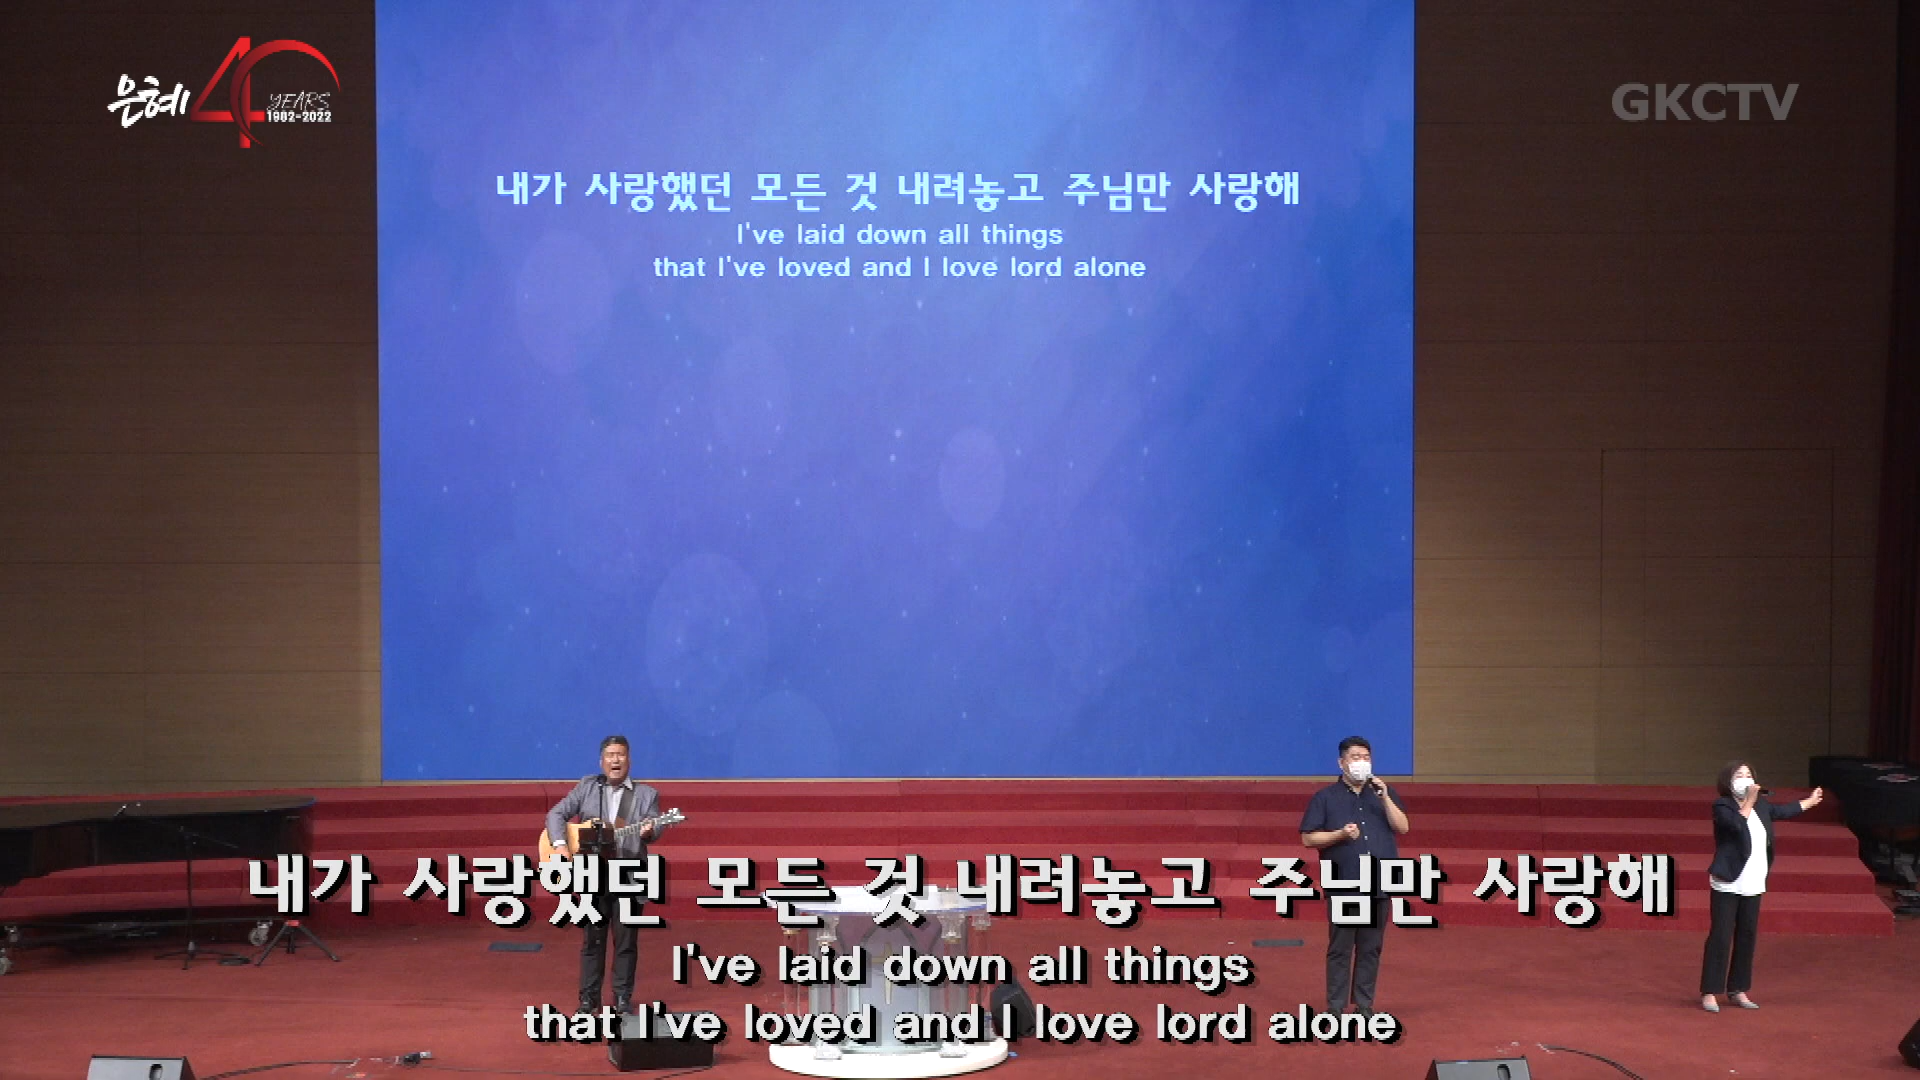 은혜 40 YEARS
1982-2022
GKCTV
내가 사랑했던 모든 것 내려놓고 주님만 사랑해
I've laid down all things
that I've loved and I love lord alone
내가 사랑했던 모든 것 내려놓고 주님만 사랑해
I've laid down all things
that I've loved and I love lord alone